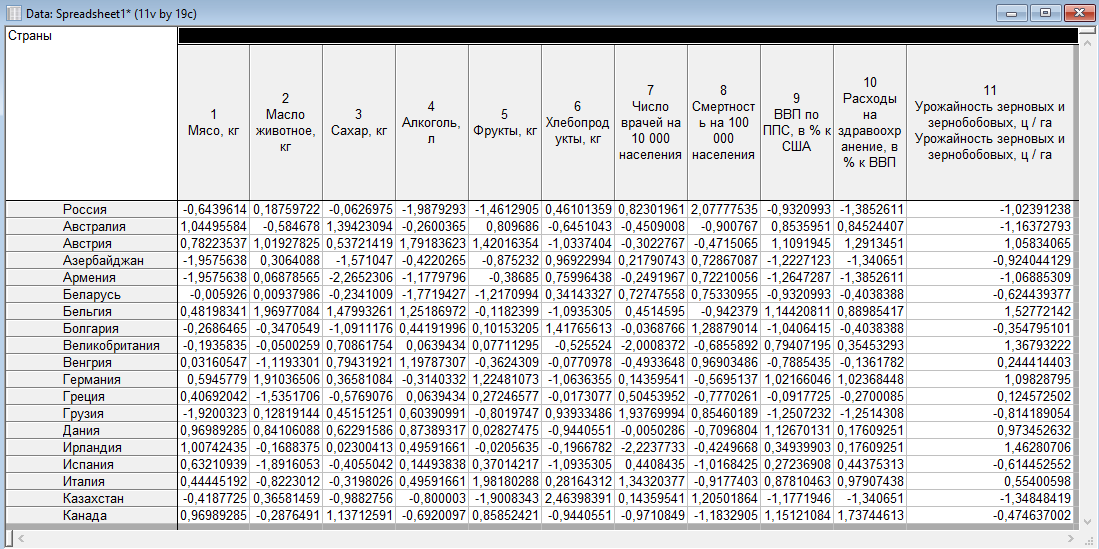 Data: Spreadsheet1* (11v by 19c)
Страны
1 Мясо, кг | 2 Масло животное, кг | 3 Сахар, кг | 4 Алкоголь, л | 5 Фрукты, кг | 6 Хлебопродукты, кг | 7 Число врачей на 10 000 населения | 8 Смертность на 100 000 населения | 9 ВВП по ППС, в % к США | 10 Расходы на здравоохранение, в % к ВВП | 11 Урожайность зерновых и зернобобовых, ц / га Урожайность зерновых и зернобобовых, ц / га
Россия -0,6439614 0,18759722 -0,0626975 -1,9879293 -1,4612905 0,46101359 0,82301961 2,07777535 -0,9320993 -1,3852611 -1,02391238
Австралия 1,04495584 -0,584678 1,39423094 -0,2600365 0,809686 -0,6451043 -0,4509008 -0,900767 0,8535951 0,84524407 -1,16372793
Австрия 0,78223537 1,01927825 0,53721419 1,79183623 1,42016354 -1,0337404 -0,3022767 -0,4715065 1,1091945 1,2913451 1,05834065
Азербайджан -1,9575638 0,3064088 -1,571047 -0,4220265 -0,875232 0,96922994 0,21790743 0,72867087 -1,2227123 -1,340651 -0,924044129
Армения -1,9575638 0,06878565 -2,2652306 -1,1779796 -0,38685 0,75996438 -0,2491967 0,72210056 -1,2647287 -1,3852611 -1,06885309
Беларусь -0,005926 0,00937986 -0,2341009 -1,7719427 -1,2170994 0,34143327 0,72747558 0,75330955 -0,9320993 -0,4038388 -0,624439377
Бельгия 0,48198341 1,96977084 1,47993261 1,25186972 -0,1182399 -1,0935305 0,4514595 -0,942379 1,14420811 0,88985417 1,52772142
Болгария -0,2686465 -0,3470549 -1,0911176 0,44191996 0,10153205 1,41765613 -0,0368766 1,28879014 -1,0406415 -0,4038388 -0,354795101
Великобритания -0,1935835 -0,0500259 0,70861754 0,0639434 0,07711295 -0,525524 -2,0008372 -0,6855892 0,79407195 0,35453293 1,36793222
Венгрия 0,03160547 -1,1193301 0,79431921 1,19787307 -0,3624309 -0,0770978 -0,4933648 0,96903486 -0,7885435 -0,1361782 0,244414403
Германия 0,5945779 1,91036506 0,36581084 -0,3140332 1,22481073 -1,0636355 0,14359541 -0,5695137 1,02166046 1,02368448 1,09828795
Греция 0,40692042 -1,5351701 -0,5769076 0,0639434 0,27246577 -0,0173077 0,50453952 -0,7770261 -0,0917725 -0,2700085 0,124572502
Грузия -1,9200323 0,12819144 0,45151251 0,60390991 -0,8019747 0,93933486 1,93769994 0,85460189 -1,2507232 -1,2514308 -0,814189054
Дания 0,96989285 0,84106088 0,62291586 0,87389317 0,02827475 -0,9440551 -0,0050286 -0,7096804 1,12670131 0,17609251 0,973452632
Ирландия 1,00742435 -0,1688375 0,02300413 0,49591661 -0,0205635 -0,1966782 -2,2237733 -0,4249668 0,34939903 0,17609251 1,46280706
Испания 0,63210939 -1,8916053 -0,4055042 0,14493838 0,37014217 -1,0935305 0,4408435 -1,0168425 0,27236908 0,44375313 -0,614452552
Италия 0,44445192 -0,8223012 -0,3198026 0,49591661 1,98180288 0,28164312 1,34320377 -0,9177403 0,87810463 0,97907438 0,55400598
Казахстан -0,4187725 0,36581459 -0,9882756 -0,800003 -1,9008343 2,46398391 0,14359541 1,20501864 -1,1771946 -1,340651 -1,34848419
Канада 0,96989285 -0,2876491 1,13712591 -0,6920097 0,85852421 -0,9440551 -0,9710849 -1,1832905 1,15121084 1,73744613 -0,474637002